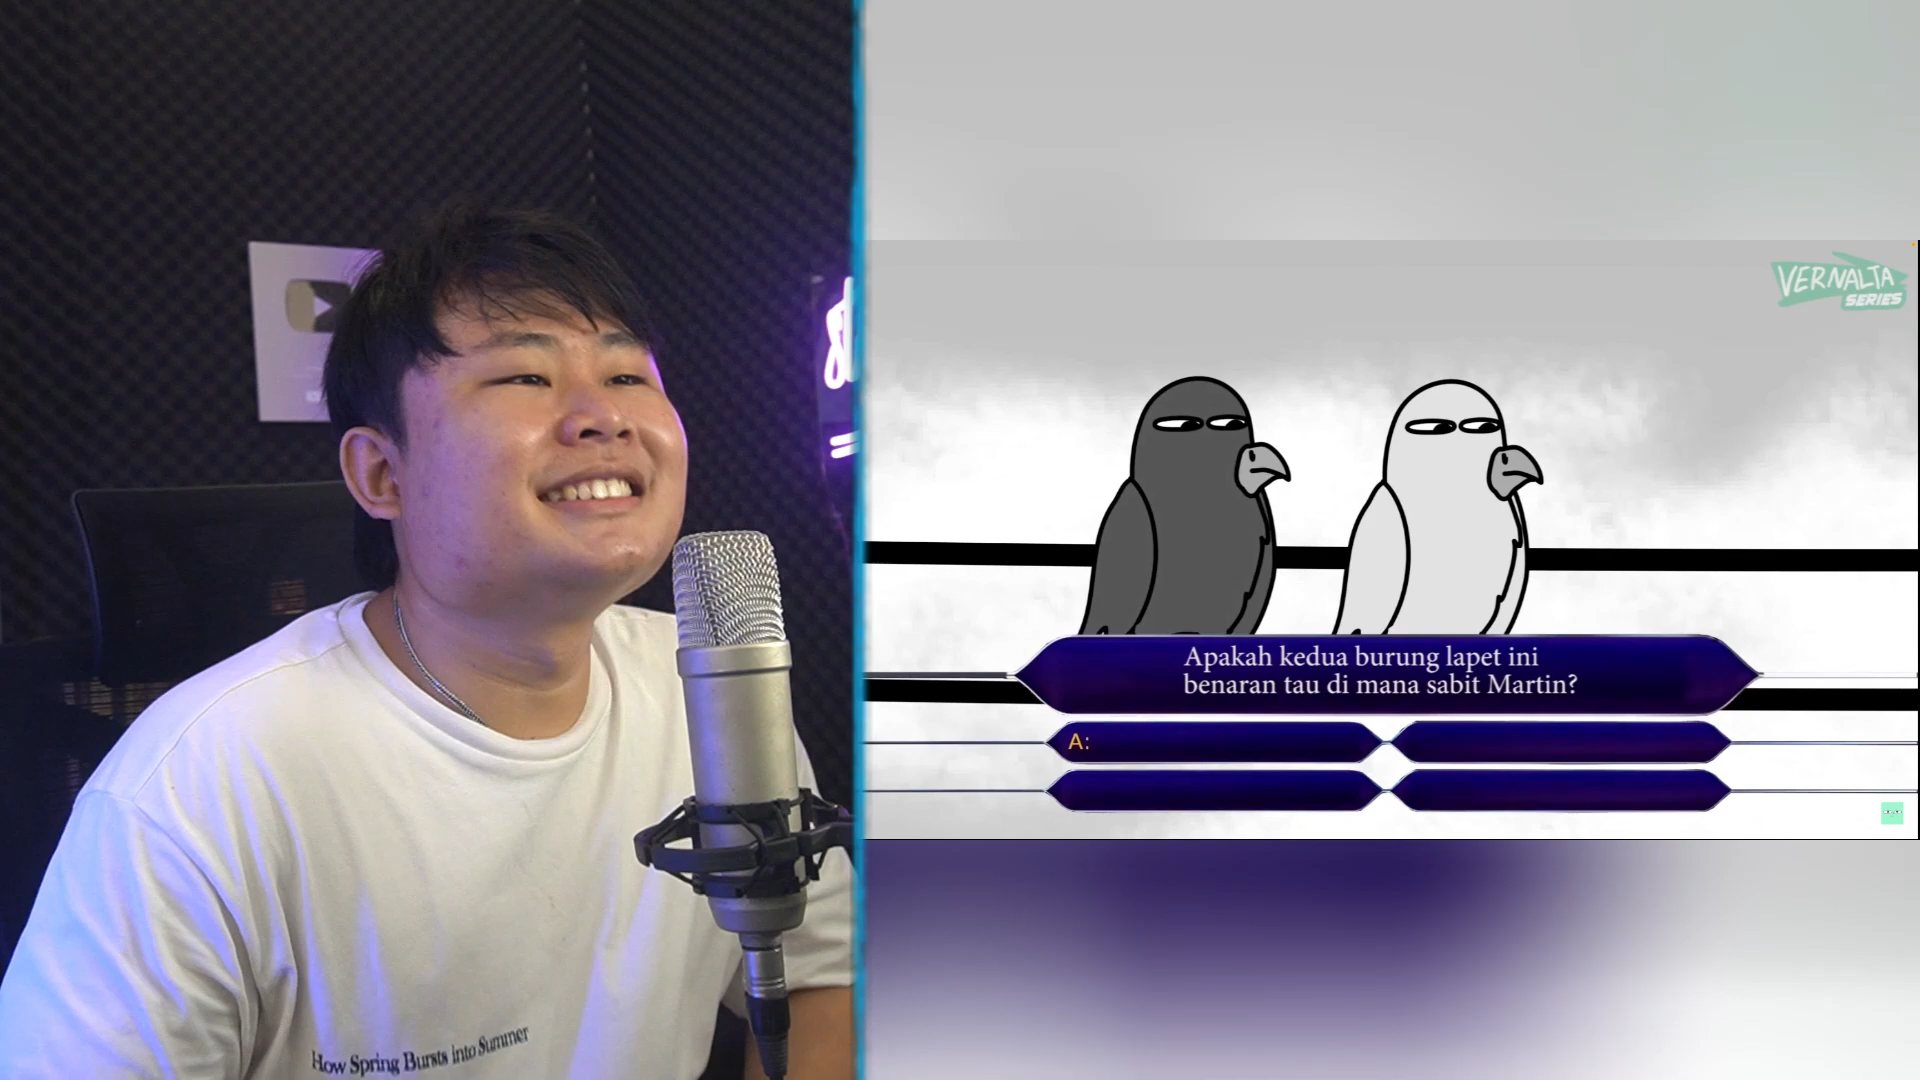 VERNALTA
SERIES
Apakah kedua burung lapet ini
benaran tau di mana sabit Martin?
A:
How Spring Bursts into Summer